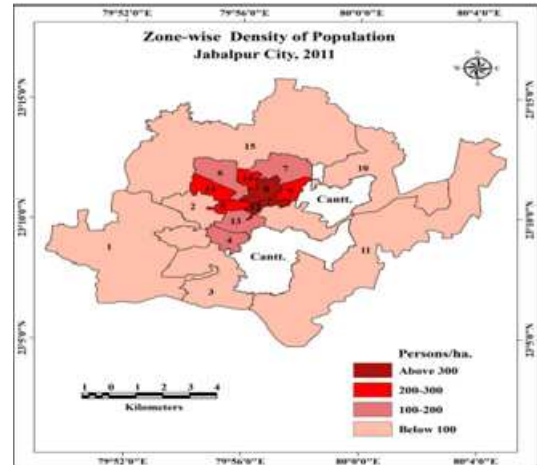 79°52'0"E 79°56'0"E 80°0'0"E 80°4'0"E
Zone-wise Density of Population
Jabalpur City, 2011
N
W E
S
23°15'0"N
23°15'0"N
15
6
7
10
2
Cantt.
23°10'0"N
23°10'0"N
13
4
1
Cantt.
11
3
23°5'0"N
23°5'0"N
Persons/ha.
Above 300
200-300
100-200
Below 100
1 0 1 2 3 4
Kilometers
79°52'0"E 79°56'0"E 80°0'0"E 80°4'0"E